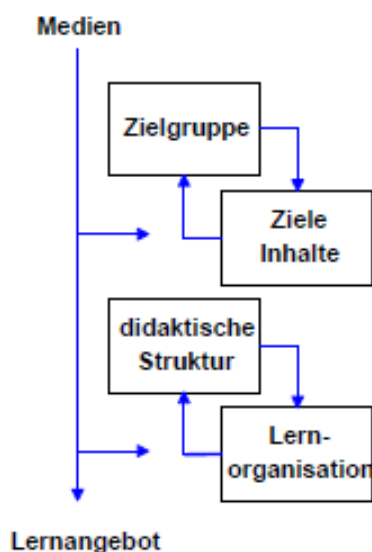 Medien
Zielgruppe
Ziele
Inhalte
didaktische
Struktur
Lern-
organisation
Lernangebot